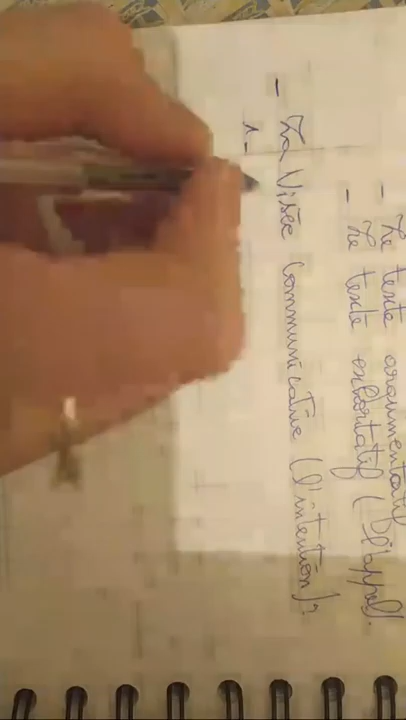 - Le texte argumentatif
- Le texte exhortatif (L'appel).
- La Visée communicative (l'intention):
1-